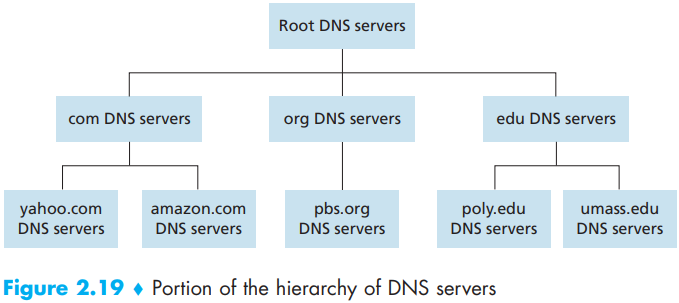 Root DNS servers
com DNS servers
org DNS servers
edu DNS servers
yahoo.com
DNS servers
amazon.com
DNS servers
pbs.org
DNS servers
poly.edu
DNS servers
umass.edu
DNS servers
Figure 2.19 ♦ Portion of the hierarchy of DNS servers